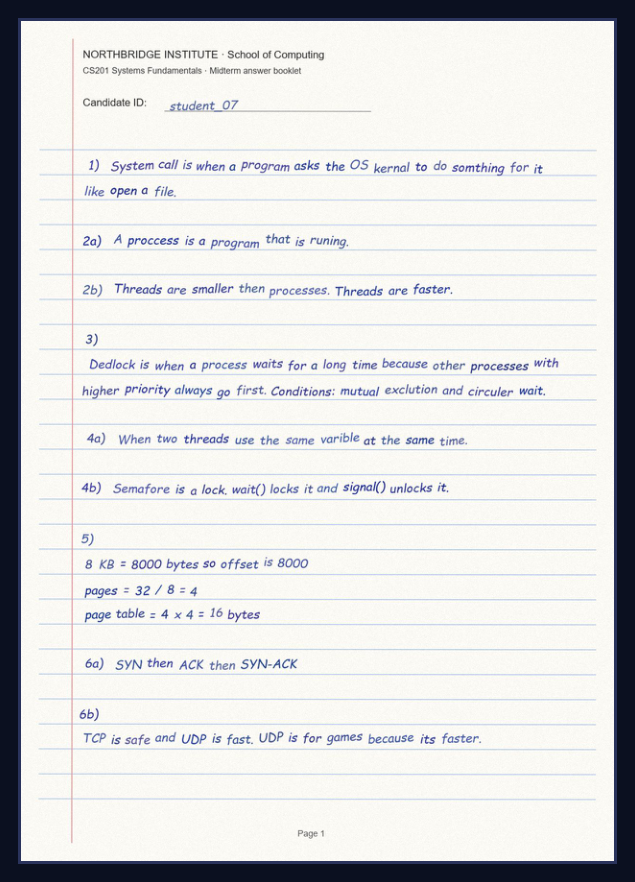 NORTHBRIDGE INSTITUTE · School of Computing
CS201 Systems Fundamentals · Midterm answer booklet
Candidate ID: student_07
1) System call is when a program asks the OS kernal to do somthing for it
like open a file.
2a) A proccess is a program that is runing.
2b) Threads are smaller then processes. Threads are faster.
3)
Dedlock is when a process waits for a long time because other processes with
higher priority always go first. Conditions: mutual exclution and circuler wait.
4a) When two threads use the same varible at the same time.
4b) Semafore is a lock. wait() locks it and signal() unlocks it.
5)
8 KB = 8000 bytes so offset is 8000
pages = 32 / 8 = 4
page table = 4 x 4 = 16 bytes
6a) SYN then ACK then SYN-ACK
6b)
TCP is safe and UDP is fast. UDP is for games because its faster.
Page 1